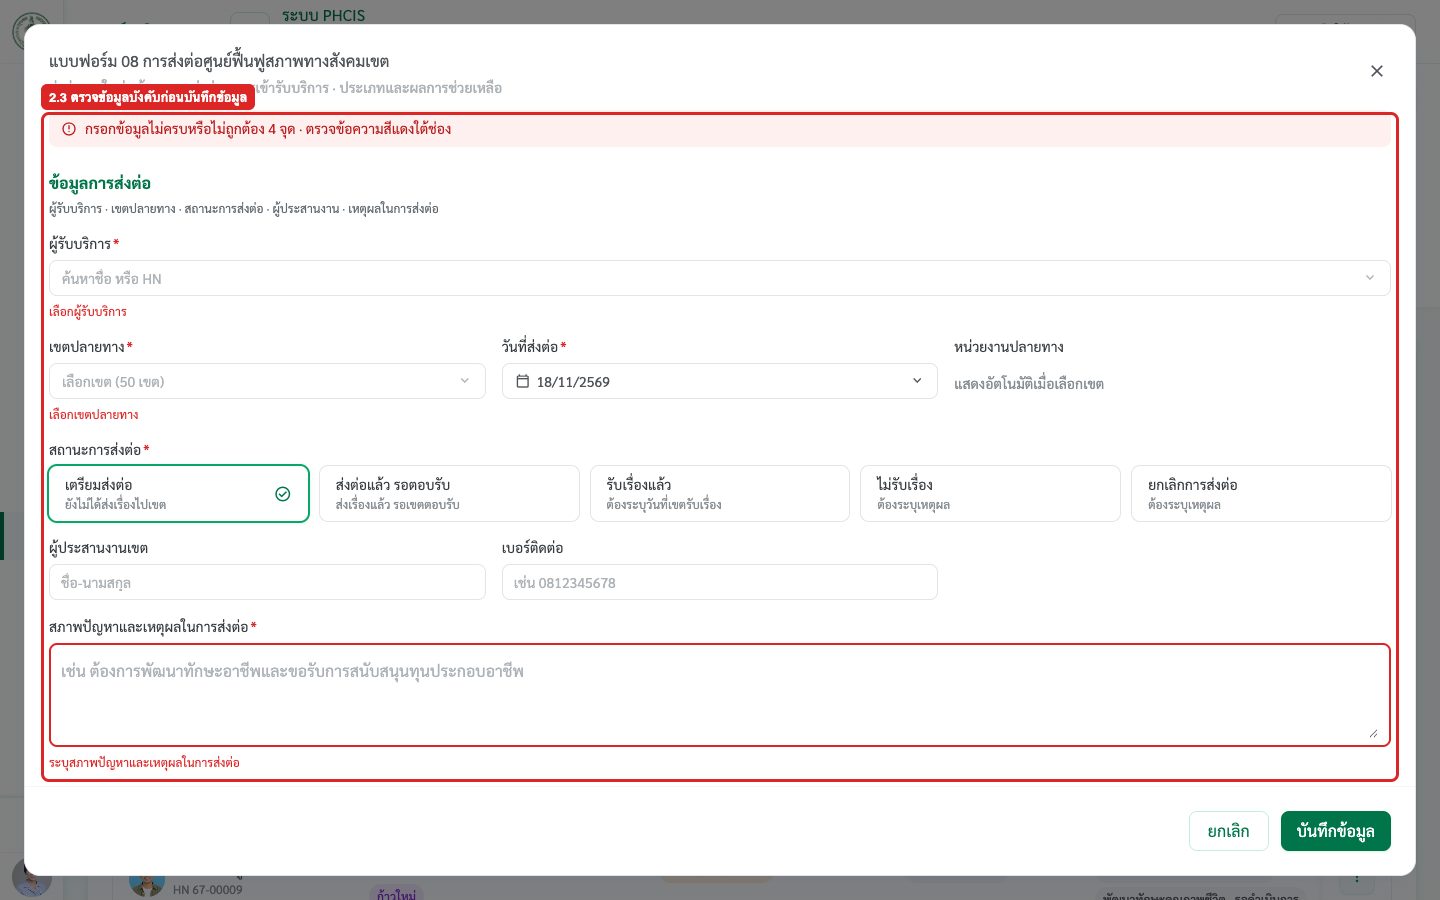 ระบบ PHCIS
แบบฟอร์ม 08 การส่งต่อศูนย์ฟื้นฟูสภาพทางสังคมเขต
เข้ารับบริการ · ประเภทและผลการช่วยเหลือ
2.3 ตรวจข้อมูลบังคับก่อนบันทึกข้อมูล
กรอกข้อมูลไม่ครบหรือไม่ถูกต้อง 4 จุด · ตรวจข้อความสีแดงใต้ช่อง
ข้อมูลการส่งต่อ
ผู้รับบริการ · เขตปลายทาง · สถานะการส่งต่อ · ผู้ประสานงาน · เหตุผลในการส่งต่อ
ผู้รับบริการ *
ค้นหาชื่อ หรือ HN
เลือกผู้รับบริการ
เขตปลายทาง * วันที่ส่งต่อ * หน่วยงานปลายทาง
เลือกเขต (50 เขต) 18/11/2569 แสดงอัตโนมัติเมื่อเลือกเขต
เลือกเขตปลายทาง
สถานะการส่งต่อ *
เตรียมส่งต่อ ส่งต่อแล้ว รอตอบรับ รับเรื่องแล้ว ไม่รับเรื่อง ยกเลิกการส่งต่อ
ยังไม่ได้ส่งเรื่องไปเขต ส่งเรื่องแล้ว รอเขตตอบรับ ต้องระบุวันที่เขตรับเรื่อง ต้องระบุเหตุผล ต้องระบุเหตุผล
ผู้ประสานงานเขต เบอร์ติดต่อ
ชื่อ-นามสกุล เช่น 0812345678
สภาพปัญหาและเหตุผลในการส่งต่อ *
เช่น ต้องการพัฒนาทักษะอาชีพและขอรับการสนับสนุนทุนประกอบอาชีพ
ระบุสภาพปัญหาและเหตุผลในการส่งต่อ
ยกเลิก บันทึกข้อมูล
HN 67-00009
ก้าวใหม่